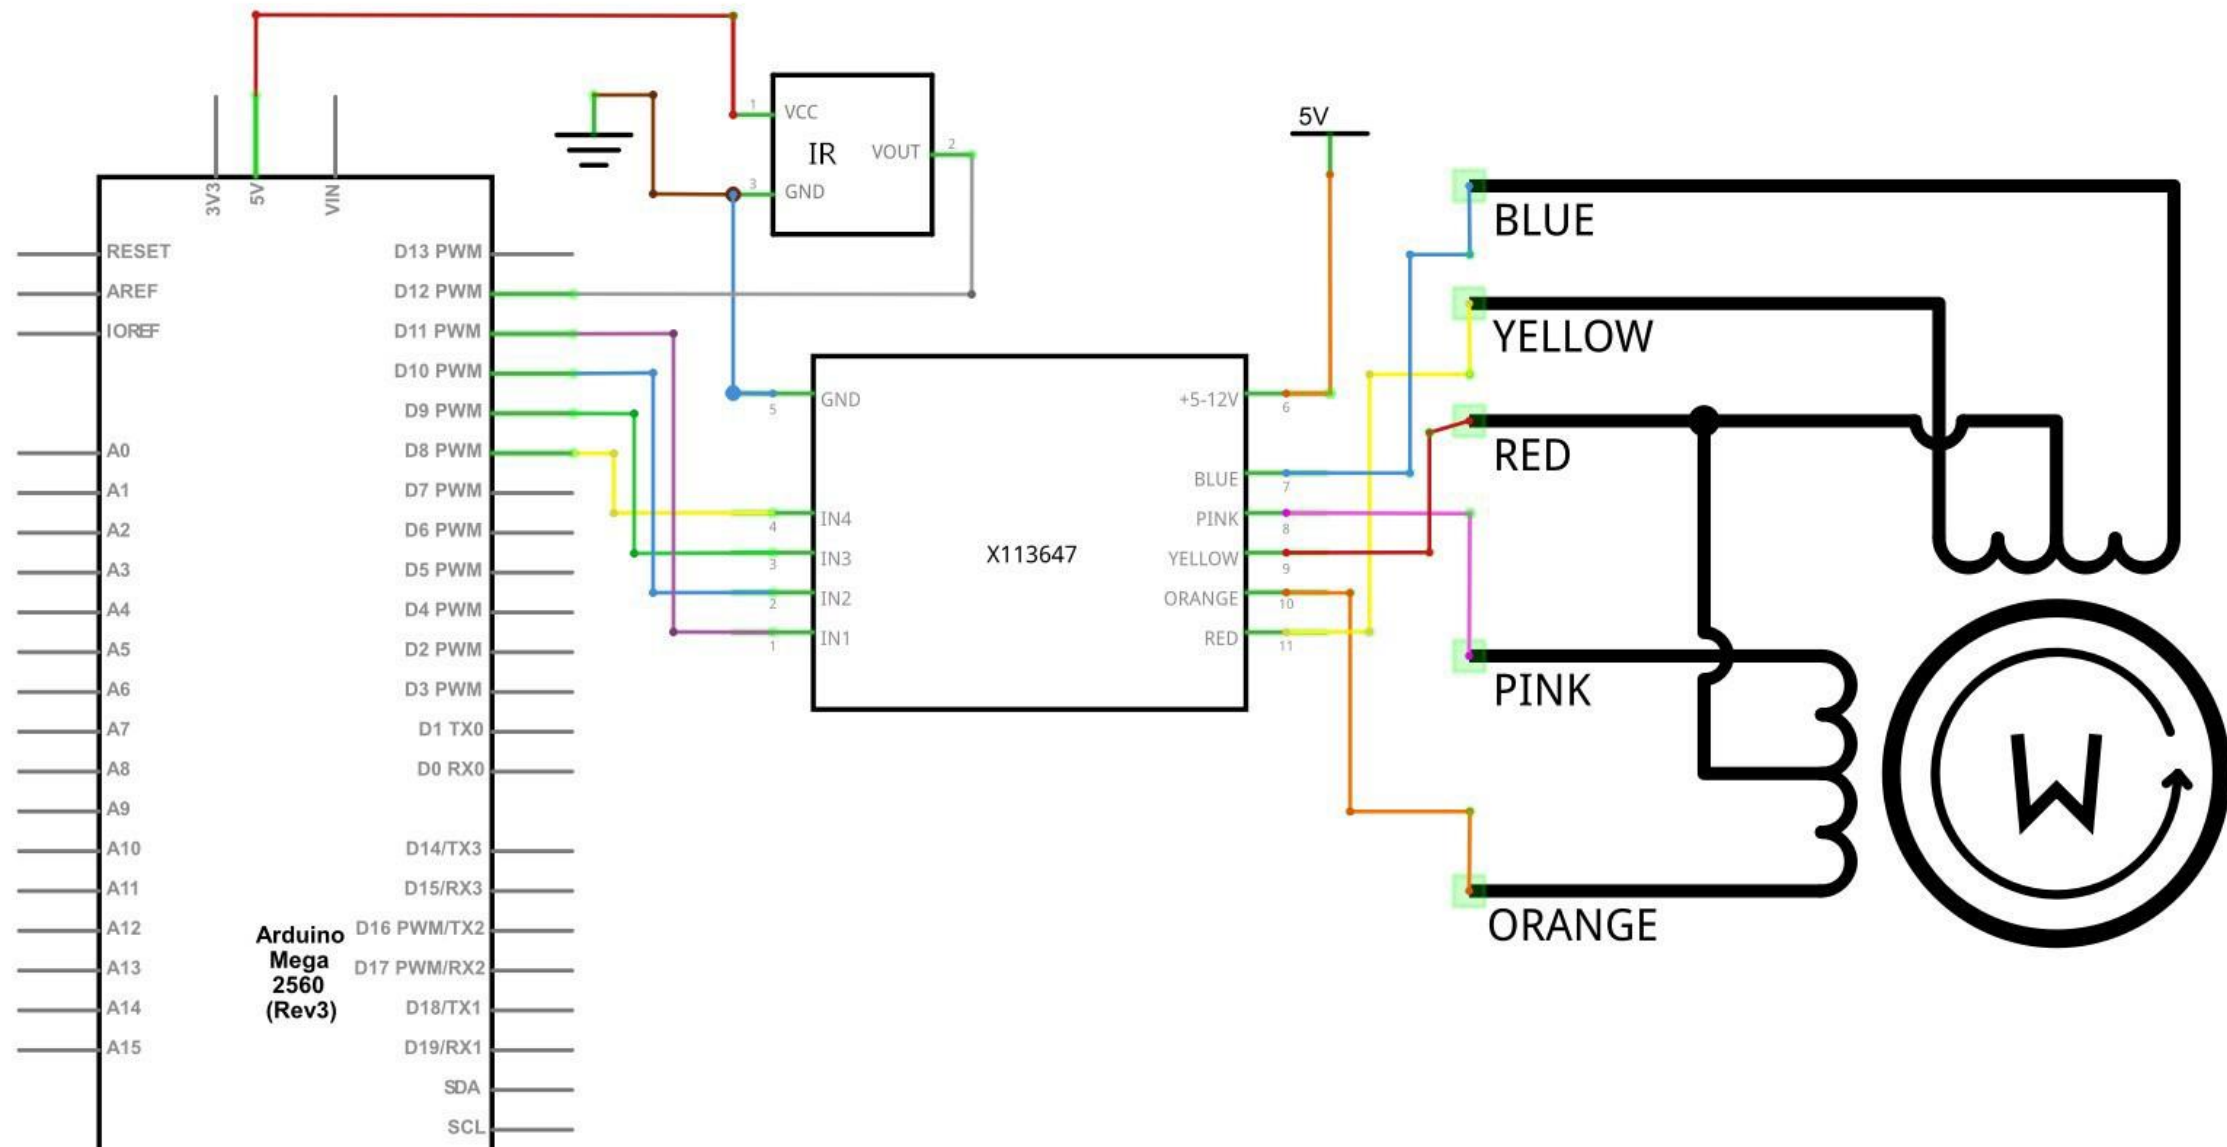 3V3
5V
VIN
RESET
AREF
IOREF
A0
A1
A2
A3
A4
A5
A6
A7
A8
A9
A10
A11
A12
A13
A14
A15
D13 PWM
D12 PWM
D11 PWM
D10 PWM
D9 PWM
D8 PWM
D7 PWM
D6 PWM
D5 PWM
D4 PWM
D2 PWM
D3 PWM
D1 TX0
D0 RX0
D14/TX3
D15/RX3
D16 PWM/TX2
D17 PWM/RX2
D18/TX1
D19/RX1
SDA
SCL
Arduino
Mega
2560
(Rev3)
1
VCC
IR
VOUT
2
3
GND
GND
5
IN4
4
IN3
3
IN2
2
IN1
1
X113647
5V
+5-12V
6
BLUE
7
PINK
8
YELLOW
9
ORANGE
10
RED
11
BLUE
YELLOW
RED
PINK
ORANGE
M